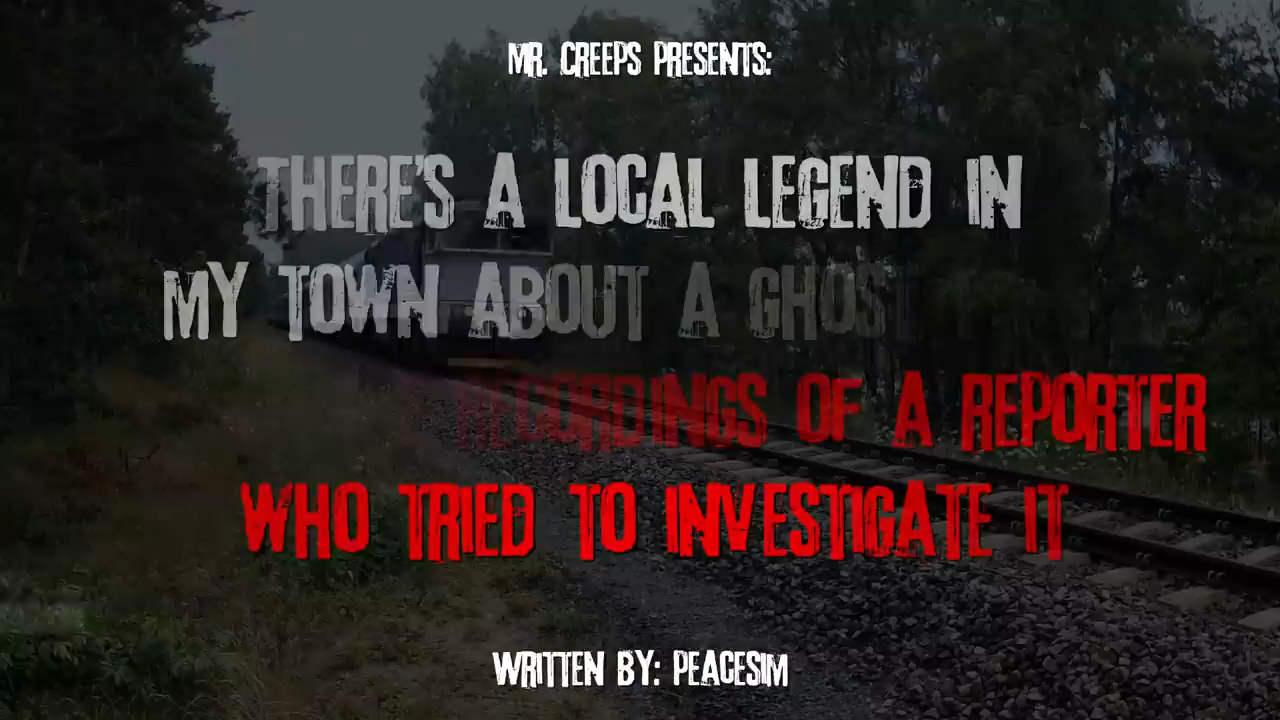 MR. CREEPS PRESENTS:
THERE'S A LOCAL LEGEND IN
MY TOWN ABOUT A GHOST
RECORDINGS OF A REPORTER
WHO TRIED TO INVESTIGATE IT
WRITTEN BY: PEACESIM